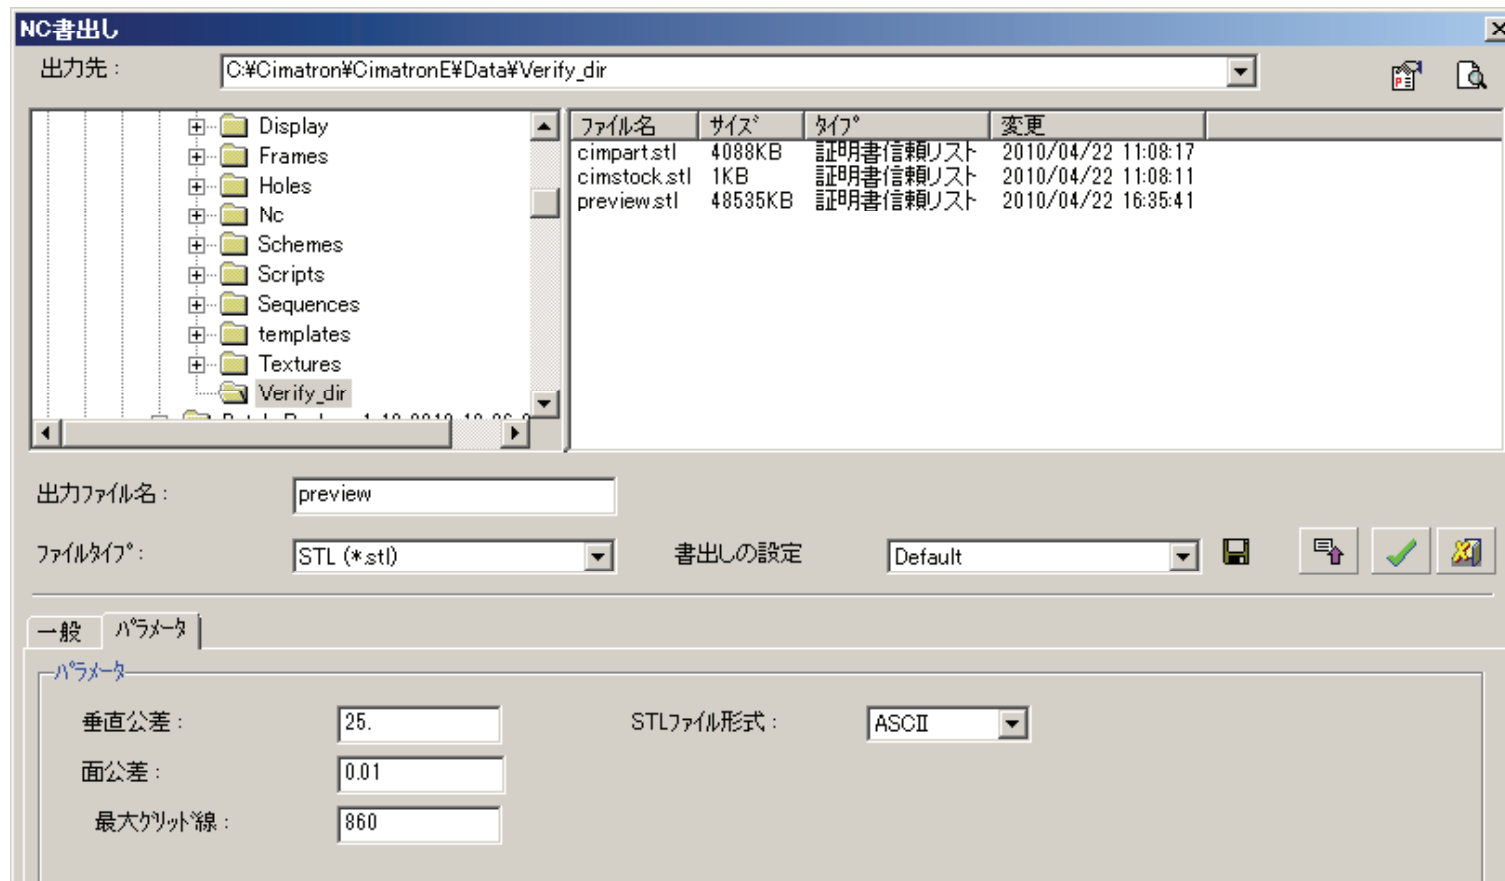 NC書出し
出力先：
C:¥Cimatron¥CimatronE¥Data¥Verify_dir
Display
Frames
Holes
Nc
Schemes
Scripts
Sequences
templates
Textures
Verify_dir
ファイル名 サイズ タイプ 変更
cimpart.stl 4088KB 証明書信頼リスト 2010/04/22 11:08:17
cimstock.stl 1KB 証明書信頼リスト 2010/04/22 11:08:11
preview.stl 48535KB 証明書信頼リスト 2010/04/22 16:35:41
出力ファイル名： preview
ファイルタイプ： STL (*.stl) 書出しの設定 Default
一般 パラメータ
パラメータ
垂直公差： 25. STLファイル形式： ASCII
面公差： 0.01
最大グリッド線： 860